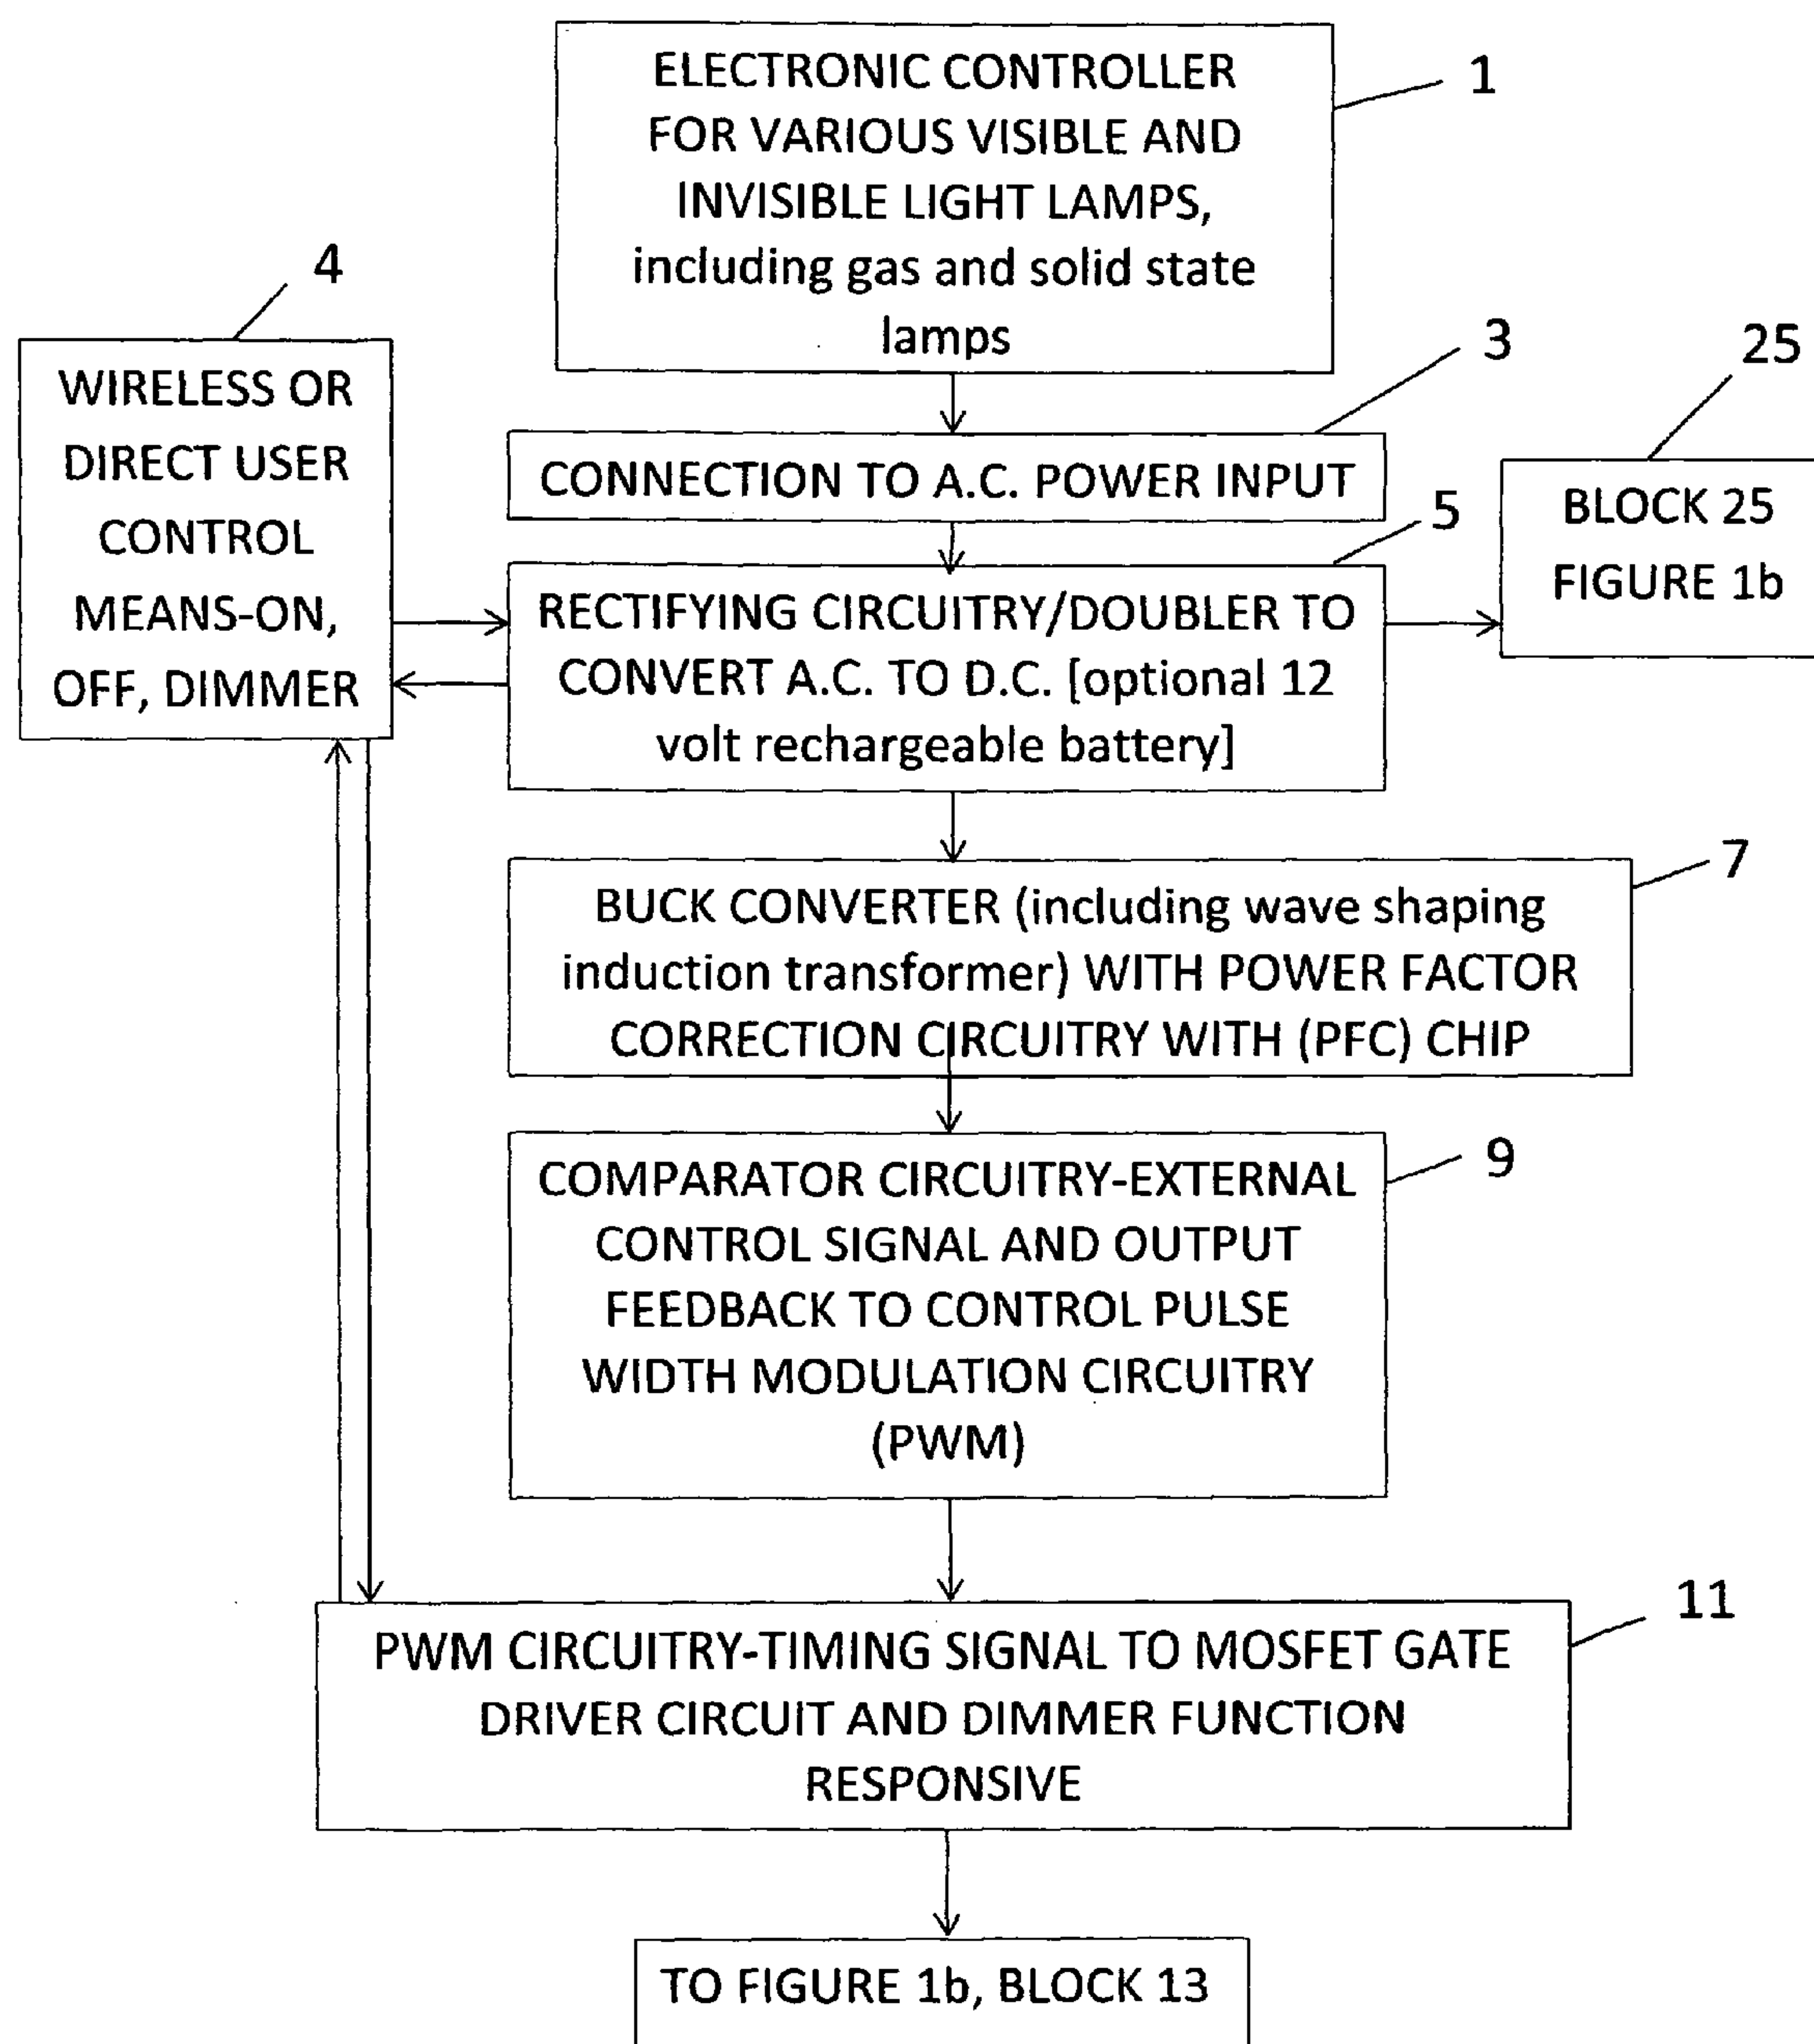 ELECTRONIC CONTROLLER
FOR VARIOUS VISIBLE AND
INVISIBLE LIGHT LAMPS,
including gas and solid state
lamps
1
3
CONNECTION TO A.C. POWER INPUT
4
WIRELESS OR
DIRECT USER
CONTROL
MEANS-ON,
OFF, DIMMER
5
RECTIFYING CIRCUITRY/DOUBLER TO
CONVERT A.C. TO D.C. [optional 12
volt rechargeable battery]
25
BLOCK 25
FIGURE 1b
7
BUCK CONVERTER (including wave shaping
induction transformer) WITH POWER FACTOR
CORRECTION CIRCUITRY WITH (PFC) CHIP
9
COMPARATOR CIRCUITRY-EXTERNAL
CONTROL SIGNAL AND OUTPUT
FEEDBACK TO CONTROL PULSE
WIDTH MODULATION CIRCUITRY
(PWM)
11
PWM CIRCUITRY-TIMING SIGNAL TO MOSFET GATE
DRIVER CIRCUIT AND DIMMER FUNCTION
RESPONSIVE
TO FIGURE 1b, BLOCK 13